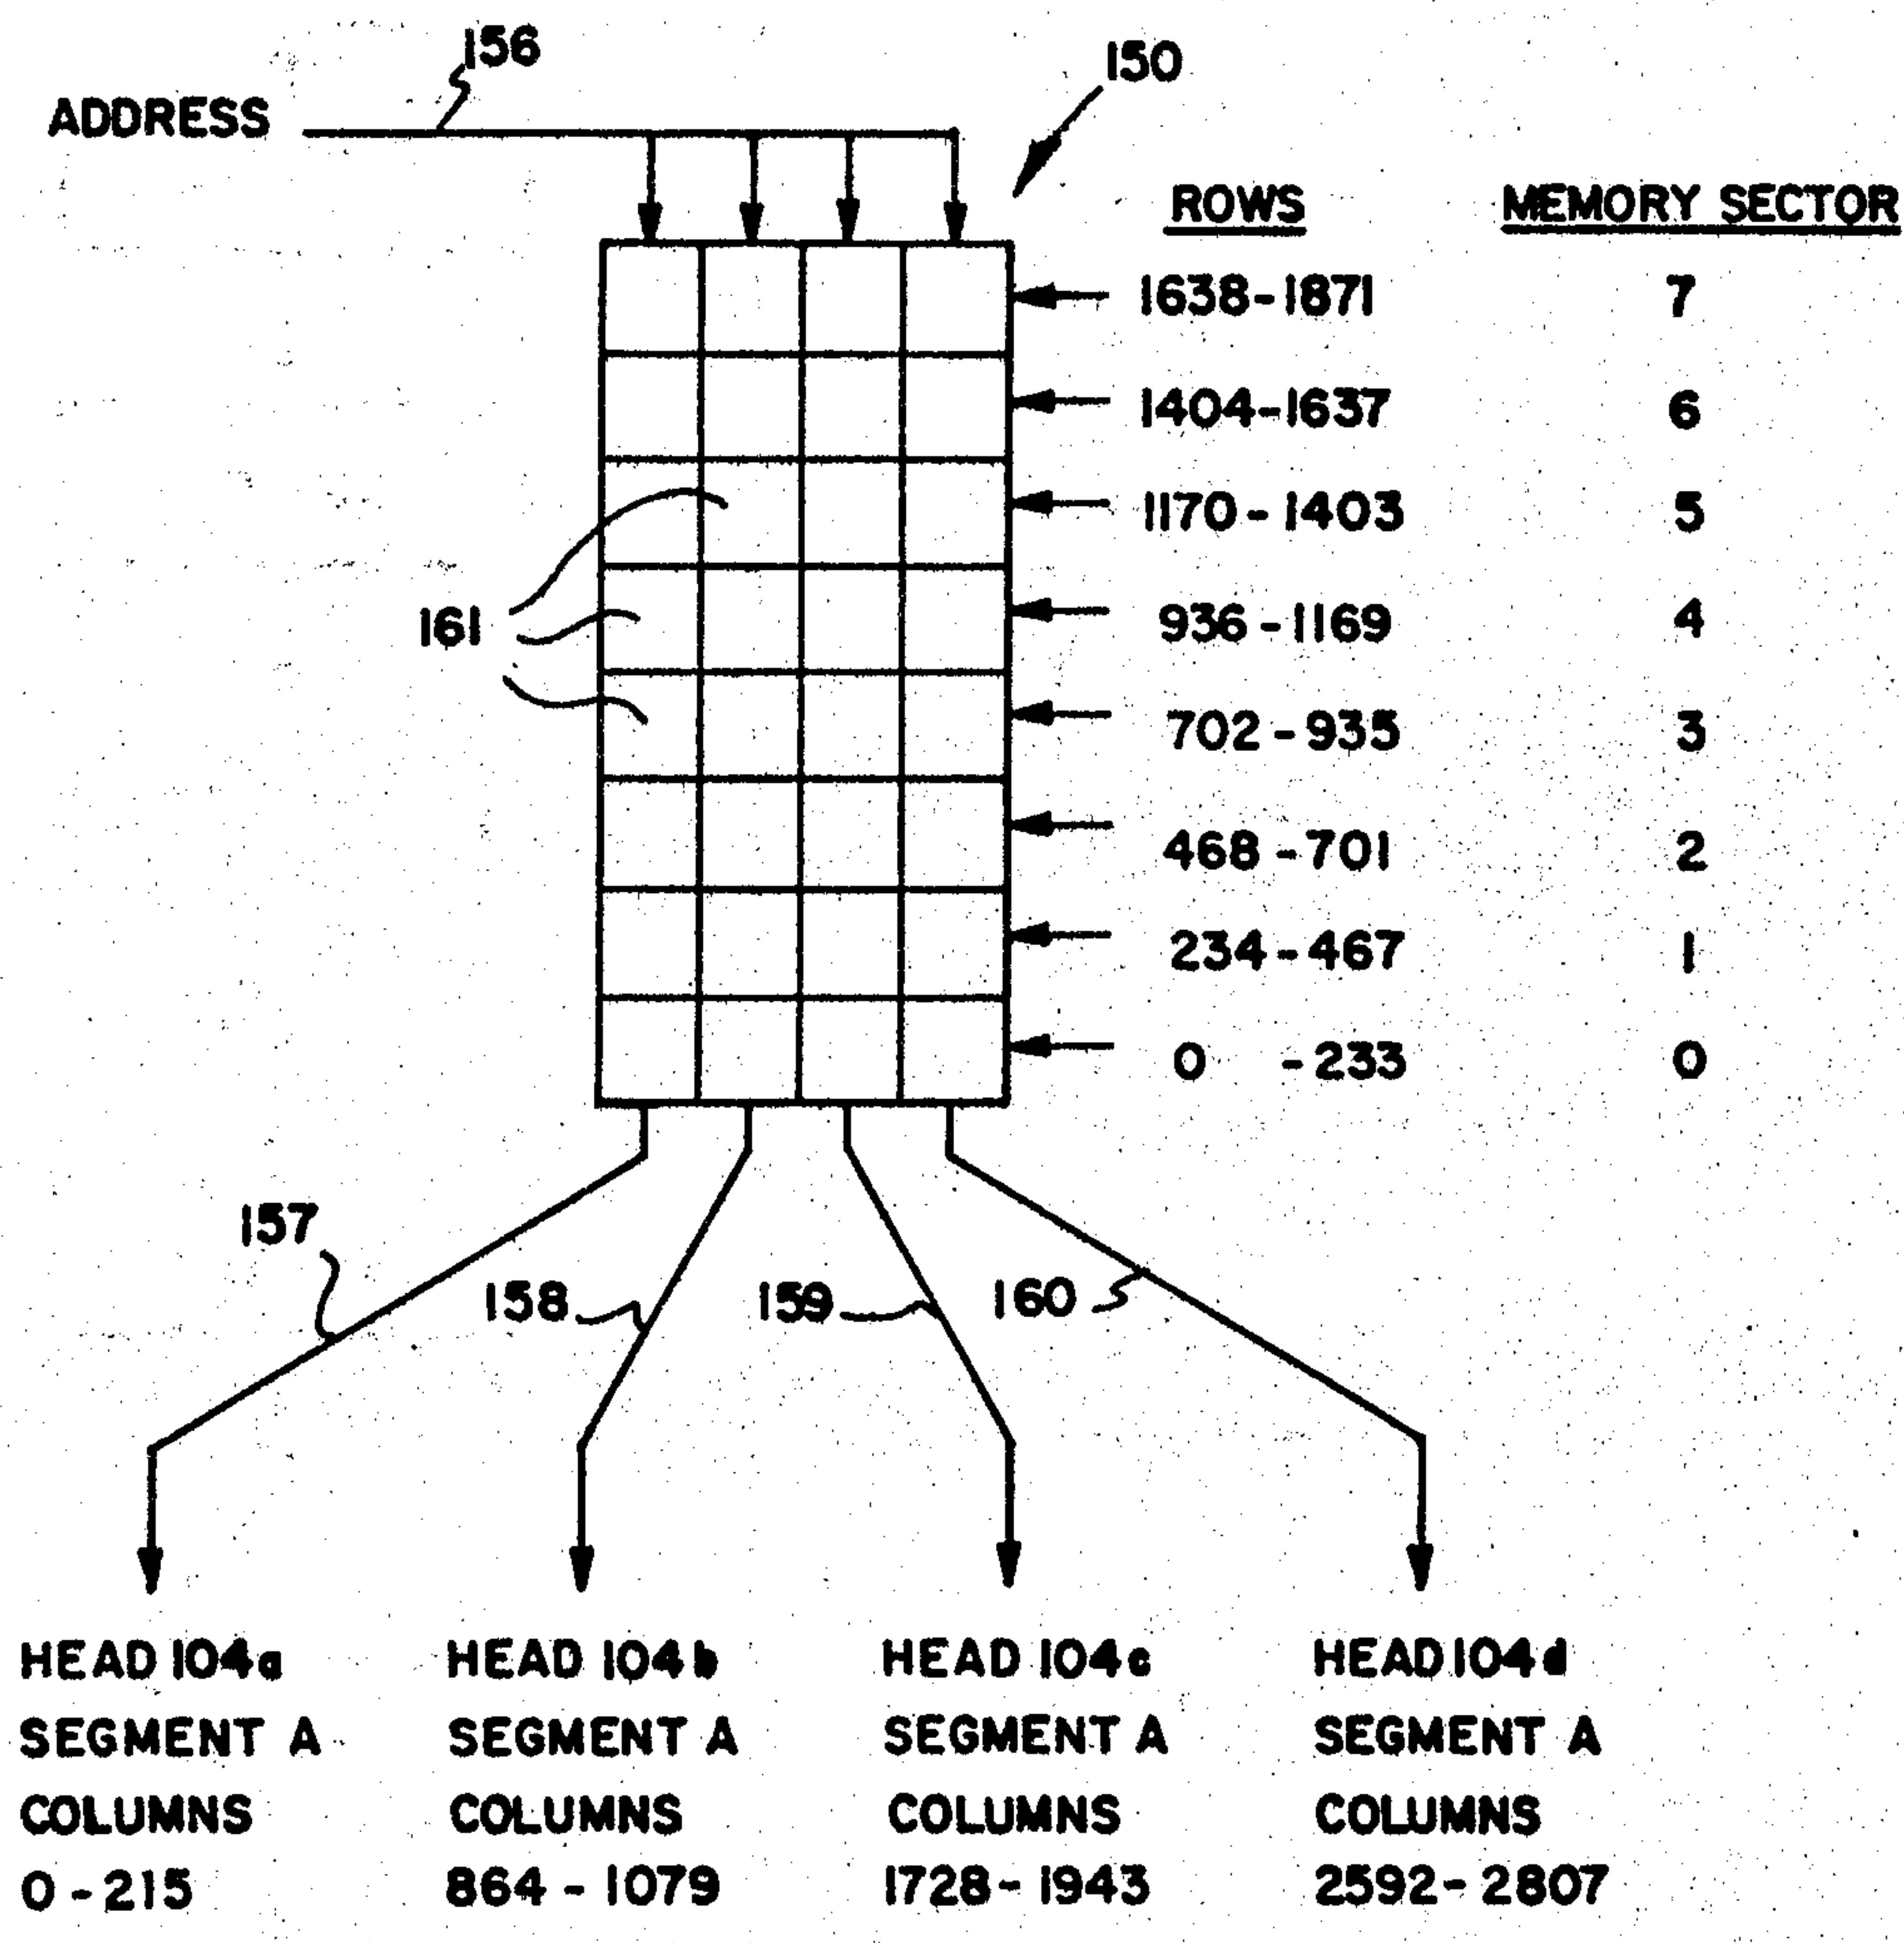 156
150
ADDRESS
ROWS MEMORY SECTOR
1638-1871 7
1404-1637 6
1170-1403 5
161
936-1169 4
702-935 3
468-701 2
234-467 1
0 -233 0
157
158 159 160
HEAD 104a HEAD 104b HEAD 104c HEAD 104d
SEGMENT A SEGMENT A SEGMENT A SEGMENT A
COLUMNS COLUMNS COLUMNS COLUMNS
0-215 864-1079 1728-1943 2592-2807